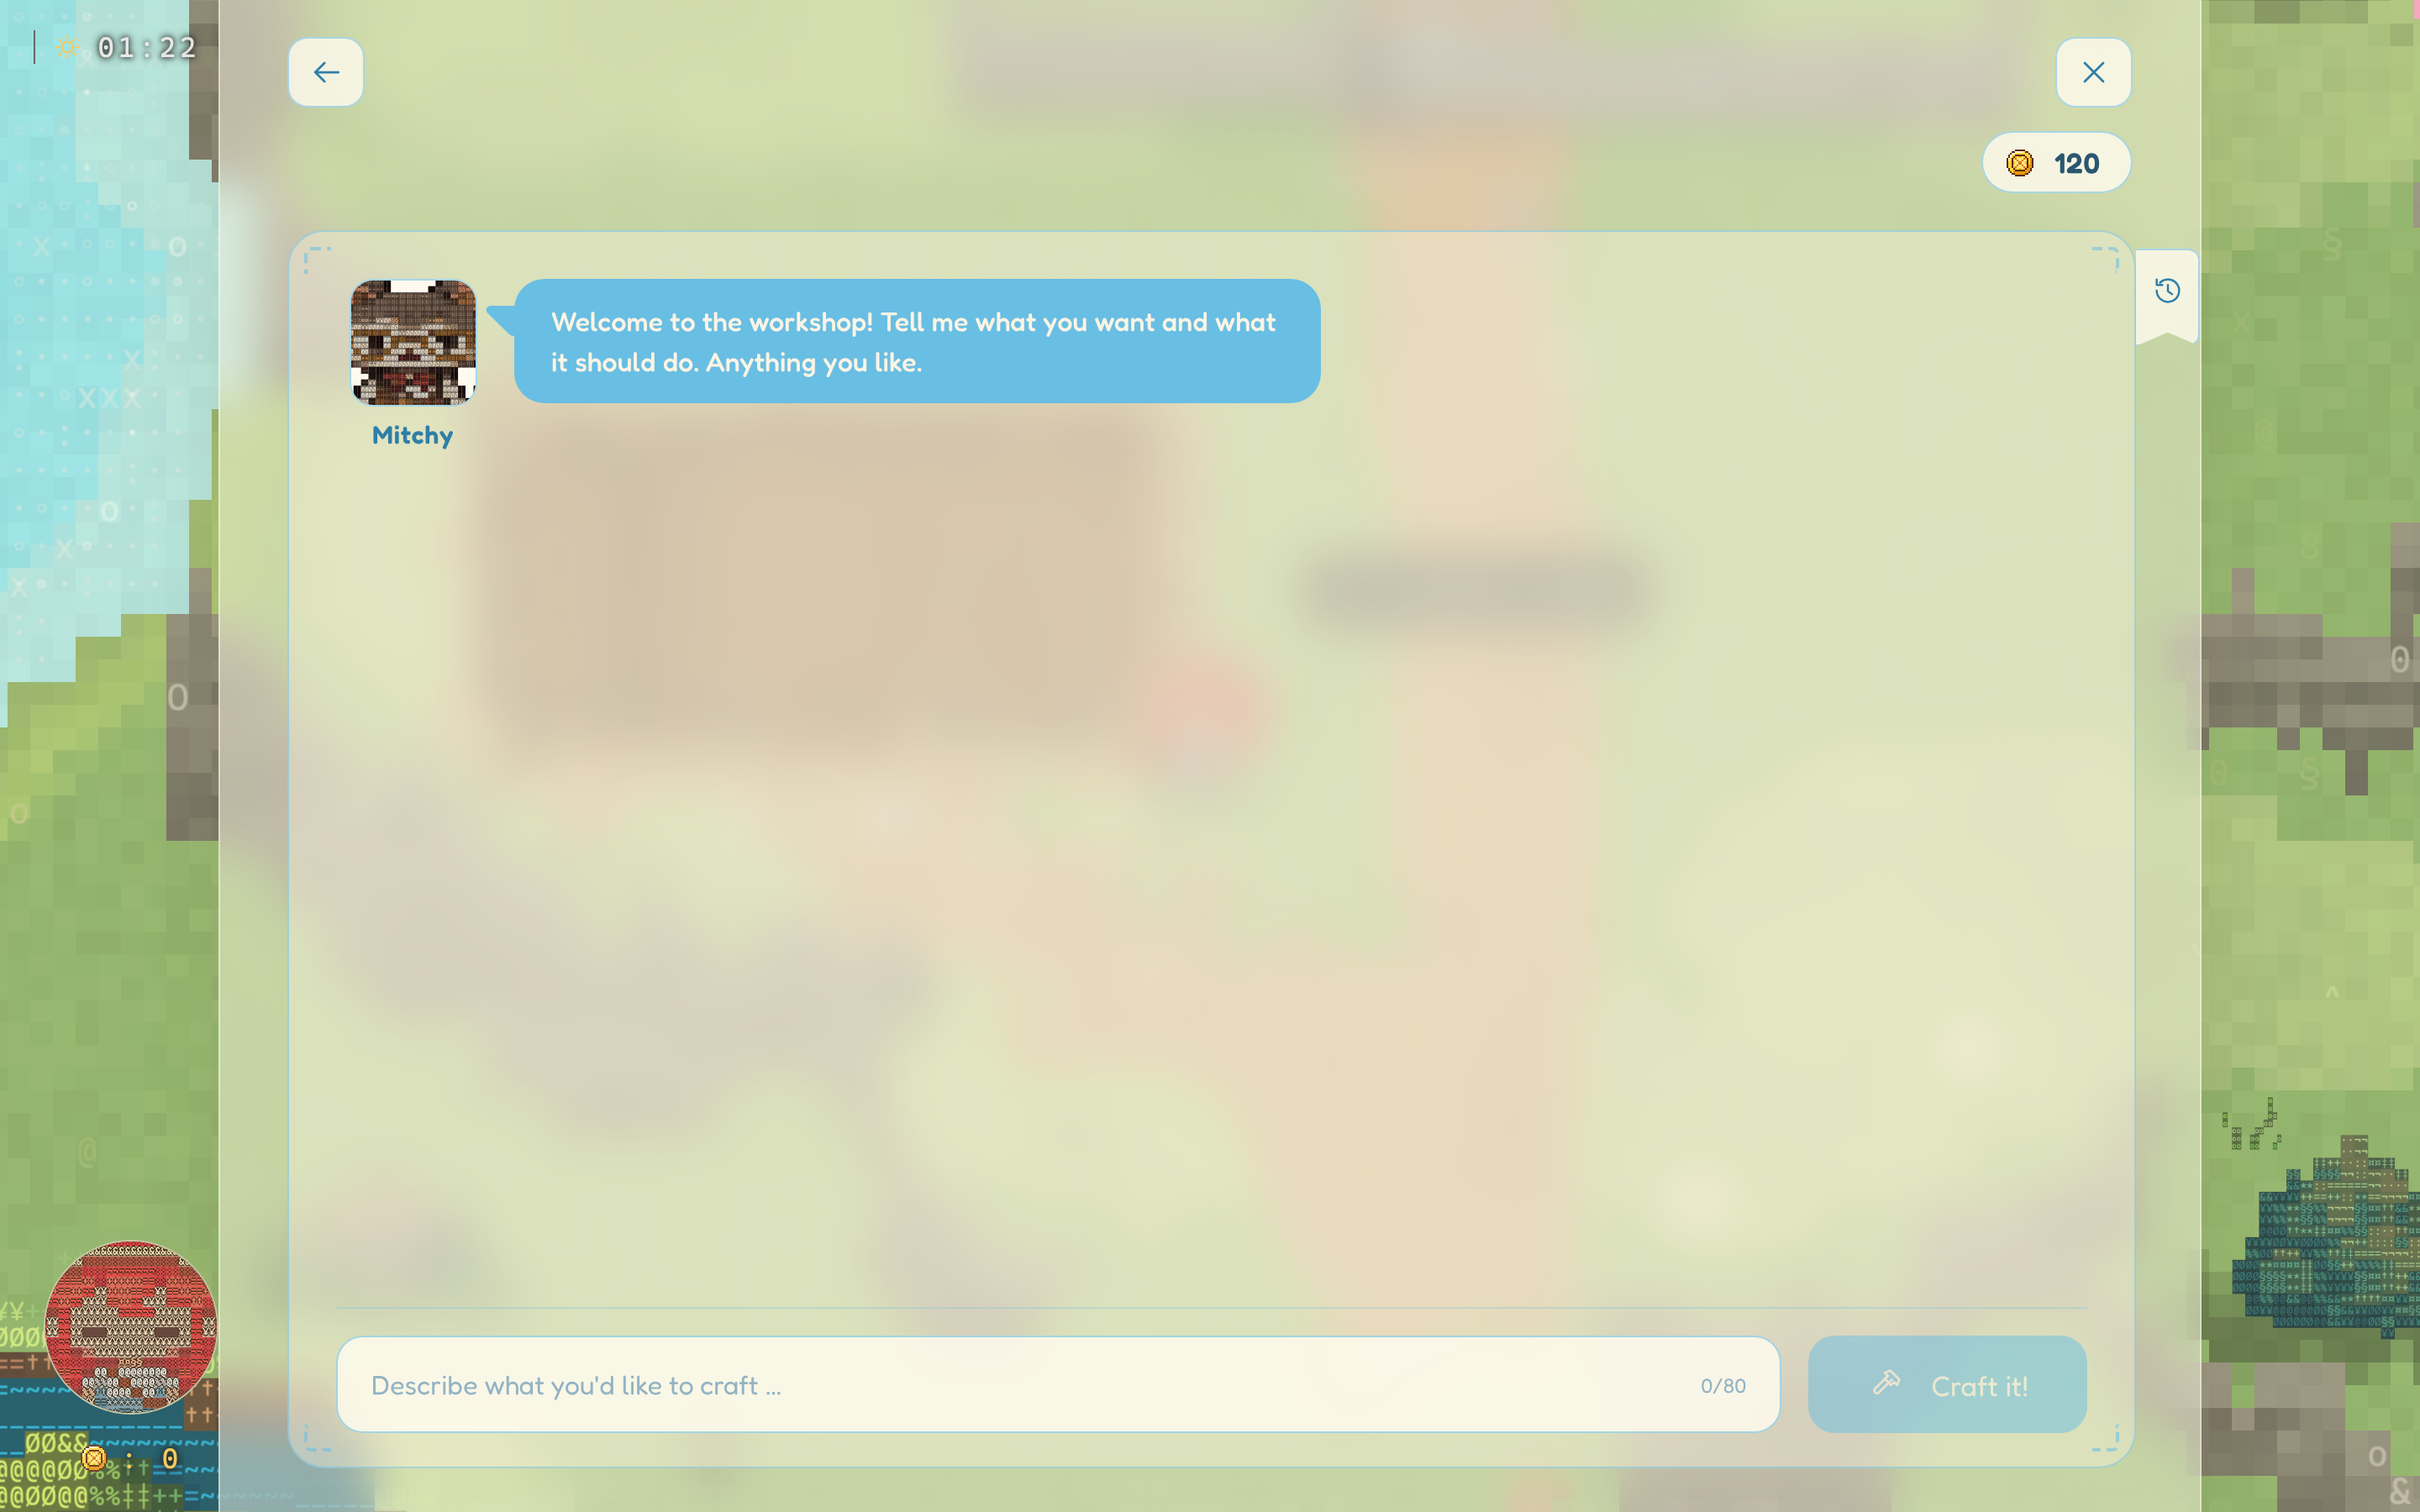 01:22
120
Welcome to the workshop! Tell me what you want and what
it should do. Anything you like.
Mitchy
Describe what you'd like to craft ...
0/80
Craft it!
: 0